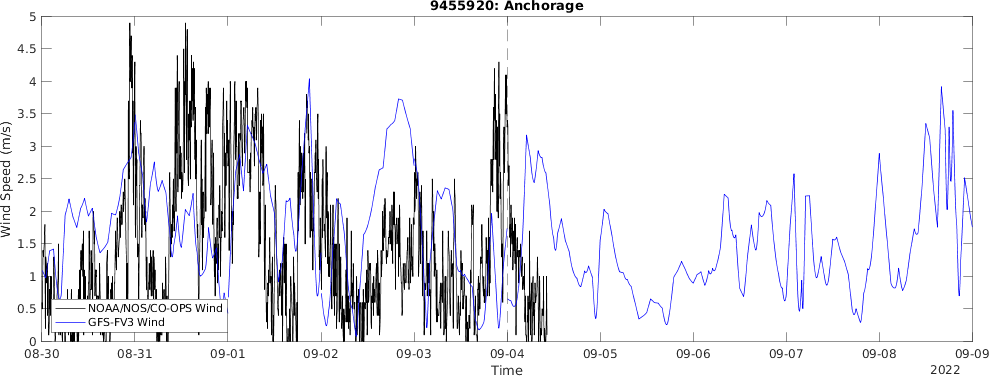 9455920: Anchorage
5
4.5
4
3.5
3
2.5
2
1.5
1
0.5
0
Wind Speed (m/s)
NOAA/NOS/CO-OPS Wind
GFS-FV3 Wind
08-30 08-31 09-01 09-02 09-03 09-04 09-05 09-06 09-07 09-08 09-09
Time
2022